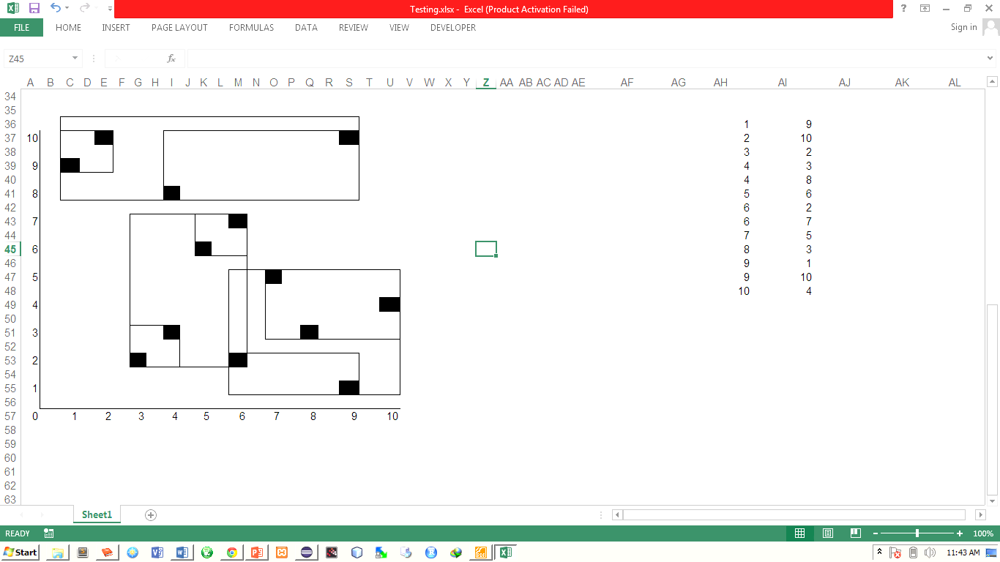 Testing.xlsx - Excel (Product Activation Failed)
FILE HOME INSERT PAGE LAYOUT FORMULAS DATA REVIEW VIEW DEVELOPER Sign in
Z45 fx
A B C D E F G H I J K L M N O P Q R S T U V W X Y Z AA AB AC AD AE AF AG AH AI AJ AK AL
34
35
36 1 9
37 10 2 10
38 3 2
39 9 4 3
40 4 8
41 8 5 6
42 6 2
43 7 6 7
44 7 5
45 6 8 3
46 9 1
47 5 9 10
48 10 4
49 4
50
51 3
52
53 2
54
55 1
56
57 0 1 2 3 4 5 6 7 8 9 10
58
59
60
61
62
63
Sheet1
READY 100%
Start 11:43 AM